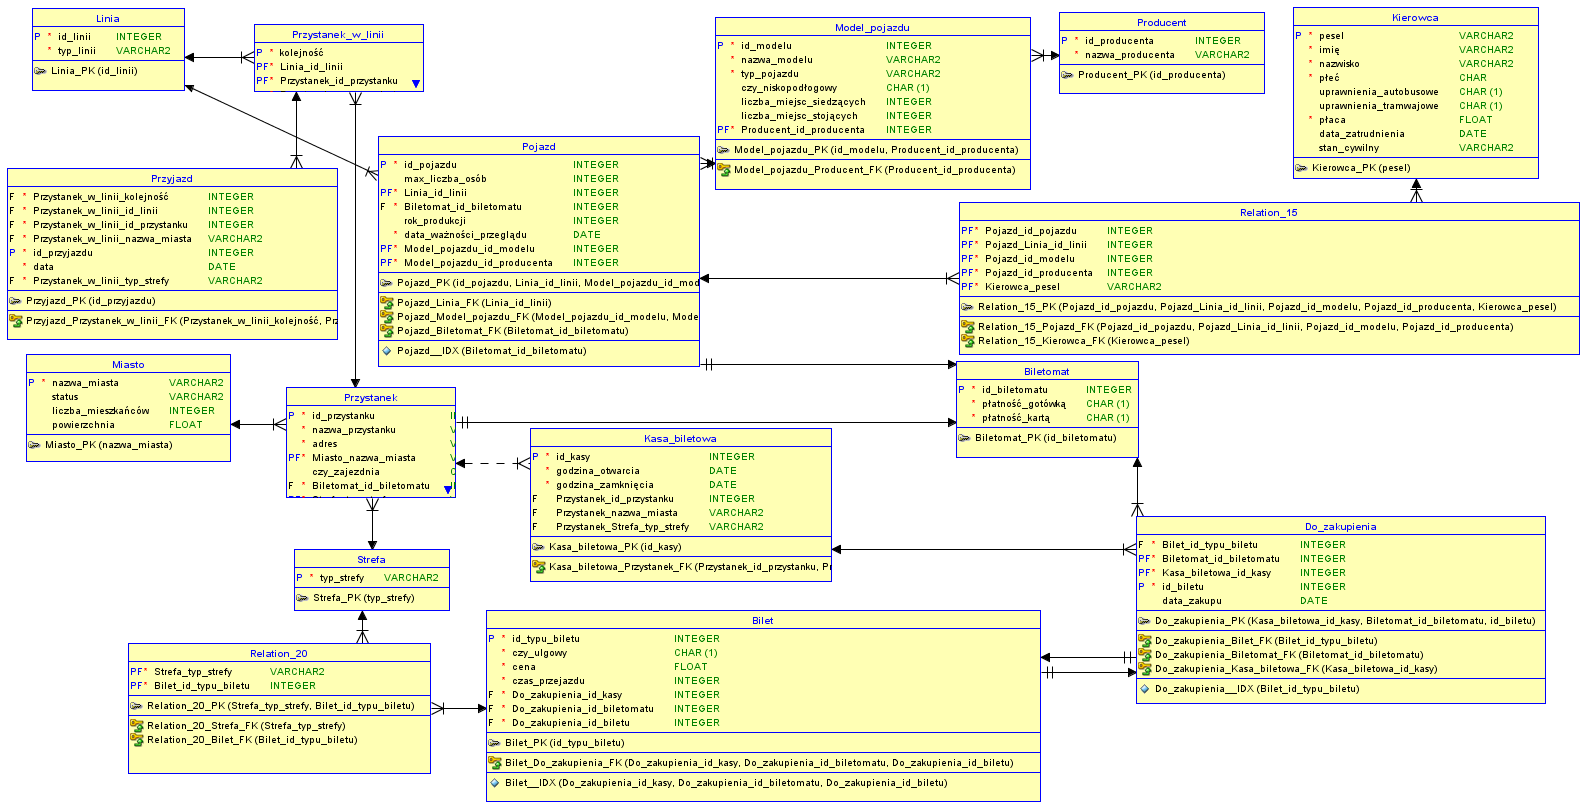 Linia
P * id_linii INTEGER
* typ_linii VARCHAR2
Linia_PK (id_linii)
Przystanek_w_linii
P * kolejność
PF* Linia_id_linii
PF* Przystanek_id_przystanku
Model_pojazdu
P * id_modelu INTEGER
* nazwa_modelu VARCHAR2
* typ_pojazdu VARCHAR2
czy_niskopodłogowy CHAR (1)
liczba_miejsc_siedzących INTEGER
liczba_miejsc_stojących INTEGER
PF* Producent_id_producenta INTEGER
Model_pojazdu_PK (id_modelu, Producent_id_producenta)
Model_pojazdu_Producent_FK (Producent_id_producenta)
Producent
P * id_producenta INTEGER
* nazwa_producenta VARCHAR2
Producent_PK (id_producenta)
Kierowca
P * pesel VARCHAR2
* imię VARCHAR2
* nazwisko VARCHAR2
* płeć CHAR
uprawnienia_autobusowe CHAR (1)
uprawnienia_tramwajowe CHAR (1)
* płaca FLOAT
data_zatrudnienia DATE
stan_cywilny VARCHAR2
Kierowca_PK (pesel)
Pojazd
P * id_pojazdu INTEGER
max_liczba_osób INTEGER
PF* Linia_id_linii INTEGER
F * Biletomat_id_biletomatu INTEGER
rok_produkcji INTEGER
* data_ważności_przeglądu DATE
PF* Model_pojazdu_id_modelu INTEGER
PF* Model_pojazdu_id_producenta INTEGER
Pojazd_PK (id_pojazdu, Linia_id_linii, Model_pojazdu_id_mod
Pojazd_Linia_FK (Linia_id_linii)
Pojazd_Model_pojazdu_FK (Model_pojazdu_id_modelu, Mode
Pojazd_Biletomat_FK (Biletomat_id_biletomatu)
Pojazd__IDX (Biletomat_id_biletomatu)
Przyjazd
F * Przystanek_w_linii_kolejność INTEGER
F * Przystanek_w_linii_id_linii INTEGER
F * Przystanek_w_linii_id_przystanku INTEGER
F * Przystanek_w_linii_nazwa_miasta VARCHAR2
P * id_przyjazdu INTEGER
* data DATE
F * Przystanek_w_linii_typ_strefy VARCHAR2
Przyjazd_PK (id_przyjazdu)
Przyjazd_Przystanek_w_linii_FK (Przystanek_w_linii_kolejność, Prz
Relation_15
PF* Pojazd_id_pojazdu INTEGER
PF* Pojazd_Linia_id_linii INTEGER
PF* Pojazd_id_modelu INTEGER
PF* Pojazd_id_producenta INTEGER
PF* Kierowca_pesel VARCHAR2
Relation_15_PK (Pojazd_id_pojazdu, Pojazd_Linia_id_linii, Pojazd_id_modelu, Pojazd_id_producenta, Kierowca_pesel)
Relation_15_Pojazd_FK (Pojazd_id_pojazdu, Pojazd_Linia_id_linii, Pojazd_id_modelu, Pojazd_id_producenta)
Relation_15_Kierowca_FK (Kierowca_pesel)
Miasto
P * nazwa_miasta VARCHAR2
status VARCHAR2
liczba_mieszkańców INTEGER
powierzchnia FLOAT
Miasto_PK (nazwa_miasta)
Przystanek
P * id_przystanku
* nazwa_przystanku
* adres
PF* Miasto_nazwa_miasta
czy_zajezdnia
F * Biletomat_id_biletomatu
Biletomat
P * id_biletomatu INTEGER
* płatność_gotówką CHAR (1)
* płatność_kartą CHAR (1)
Biletomat_PK (id_biletomatu)
Kasa_biletowa
P * id_kasy INTEGER
* godzina_otwarcia DATE
* godzina_zamknięcia DATE
F Przystanek_id_przystanku INTEGER
F Przystanek_nazwa_miasta VARCHAR2
F Przystanek_Strefa_typ_strefy VARCHAR2
Kasa_biletowa_PK (id_kasy)
Kasa_biletowa_Przystanek_FK (Przystanek_id_przystanku, Pr
Do_zakupienia
F * Bilet_id_typu_biletu INTEGER
PF* Biletomat_id_biletomatu INTEGER
PF* Kasa_biletowa_id_kasy INTEGER
P * id_biletu INTEGER
data_zakupu DATE
Do_zakupienia_PK (Kasa_biletowa_id_kasy, Biletomat_id_biletomatu, id_biletu)
Do_zakupienia_Bilet_FK (Bilet_id_typu_biletu)
Do_zakupienia_Biletomat_FK (Biletomat_id_biletomatu)
Do_zakupienia_Kasa_biletowa_FK (Kasa_biletowa_id_kasy)
Do_zakupienia__IDX (Bilet_id_typu_biletu)
Strefa
P * typ_strefy VARCHAR2
Strefa_PK (typ_strefy)
Relation_20
PF* Strefa_typ_strefy VARCHAR2
PF* Bilet_id_typu_biletu INTEGER
Relation_20_PK (Strefa_typ_strefy, Bilet_id_typu_biletu)
Relation_20_Strefa_FK (Strefa_typ_strefy)
Relation_20_Bilet_FK (Bilet_id_typu_biletu)
Bilet
P * id_typu_biletu INTEGER
* czy_ulgowy CHAR (1)
* cena FLOAT
* czas_przejazdu INTEGER
F * Do_zakupienia_id_kasy INTEGER
F * Do_zakupienia_id_biletomatu INTEGER
F * Do_zakupienia_id_biletu INTEGER
Bilet_PK (id_typu_biletu)
Bilet_Do_zakupienia_FK (Do_zakupienia_id_kasy, Do_zakupienia_id_biletomatu, Do_zakupienia_id_biletu)
Bilet__IDX (Do_zakupienia_id_kasy, Do_zakupienia_id_biletomatu, Do_zakupienia_id_biletu)